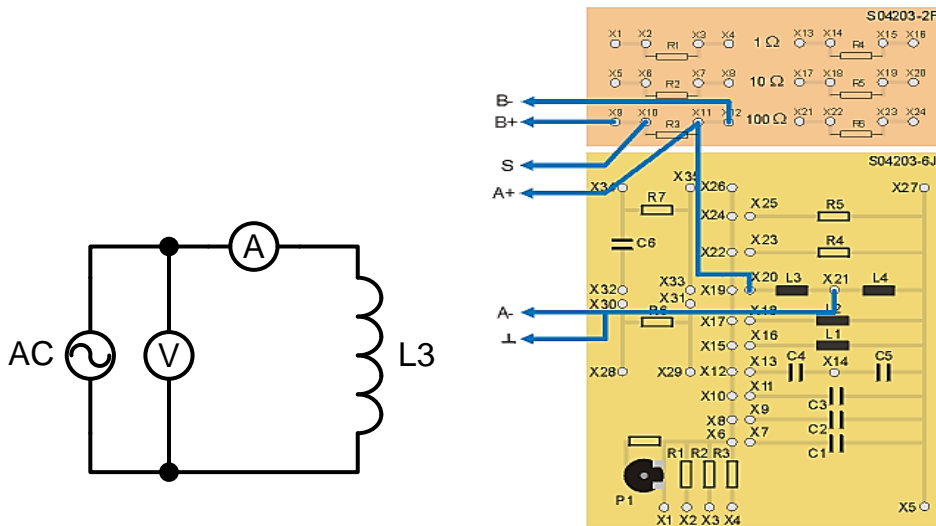 AC
V
A
L3
SO4203-2F
X1 X2 X3 X4 1 Ω X13 X14 X15 X16
R1 R4
X5 X6 X7 X8 10 Ω X17 X18 X19 X20
R2 R5
B-
B+
X9 X10 X11 X12 100 Ω X21 X22 X23 X24
R3 R6
S
A+
SO4203-6J
X34 X35 X26 X27
R7 X25 R5
X24
C6 X22 X23 R4
X32 X33 X19 X20 L3 X21 L4
X30 X31
A- R6 X17 X18 L2
⊥
X15 X16 L1
X28 X29 X12 X13 C4 X14 C5
X10 X11 C3
X8 X9 C2
X6 X7 C1
P1 R1 R2 R3
X1 X2 X3 X4 X5